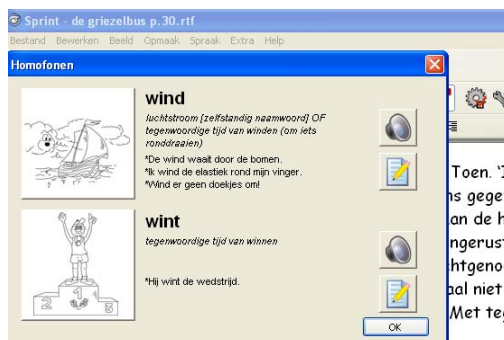 Sprint - de griezelbus p.30.rtf
Bestand Bewerken Beeld Opmaak Spraak Extra Help
Homofonen
wind
luchtstroom [zelfstandig naamwoord] OF
tegenwoordige tijd van winden (om iets
ronddraaien)
*De wind waait door de bomen.
*Ik wind de elastiek rond mijn vinger.
*Wind er geen doekjes om!
wint
tegenwoordige tijd van winnen
*Hij wint de wedstrijd.
2 1 3
OK
Toen. 'I
ns gege
an de h
ngerust
chtgeno
aal niet
Met te